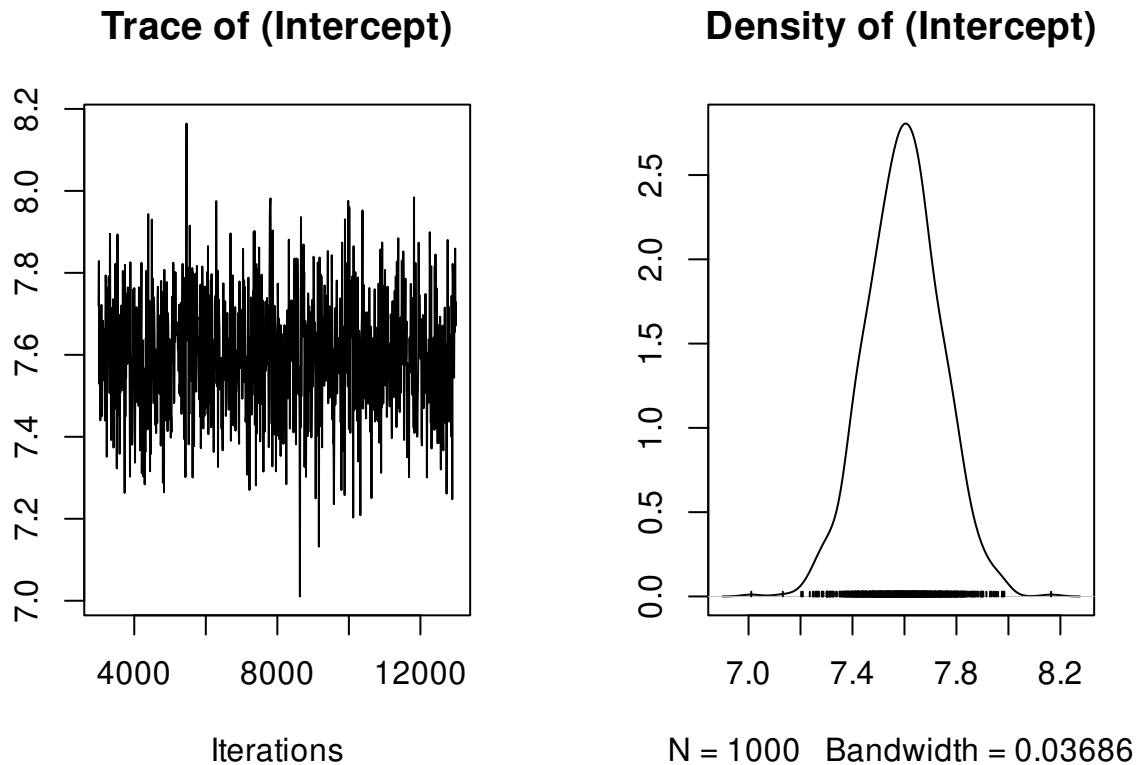 Trace of (Intercept)
7.0 7.2 7.4 7.6 7.8 8.0 8.2
4000 8000 12000
Iterations
Density of (Intercept)
0.0 0.5 1.0 1.5 2.0 2.5
7.0 7.4 7.8 8.2
N = 1000 Bandwidth = 0.03686